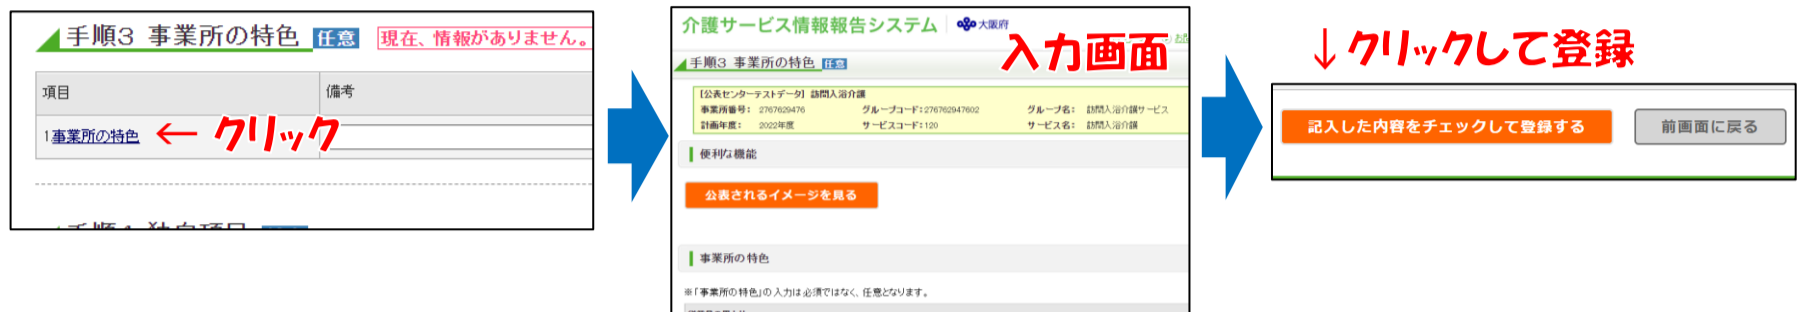 手順3 事業所の特色 任意 現在、情報がありません。
項目
備考
1 事業所の特色 ← クリック
介護サービス情報報告システム 大阪府
手順3 事業所の特色 任意
入力画面
[公表センターテストデータ] 訪問入浴介護
事業所番号: 2767629476 グループコード:276762947602 グループ名: 訪問入浴介護サービス
計画年度: 2022年度 サービスコード:120 サービス名: 訪問入浴介護
便利な機能
公表されるイメージを見る
事業所の特色
※「事業所の特色」の入力は必須ではなく、任意となります。
↓クリックして登録
記入した内容をチェックして登録する 前画面に戻る